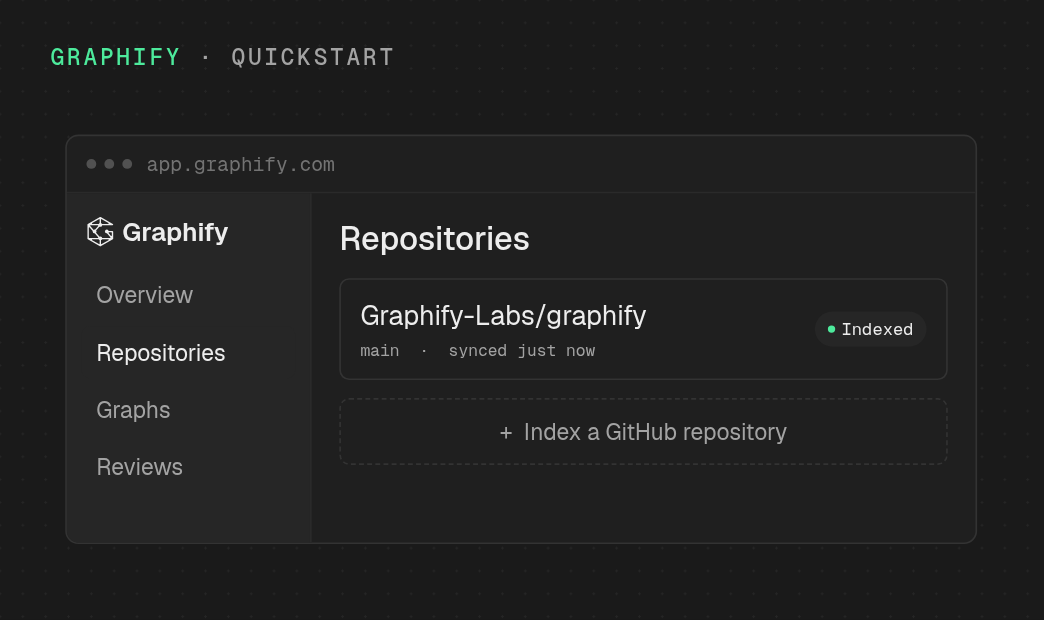 GRAPHIFY · QUICKSTART
app.graphify.com
Graphify
Overview
Repositories
Graphs
Reviews
Repositories
Graphify-Labs/graphify
main · synced just now
Indexed
+ Index a GitHub repository